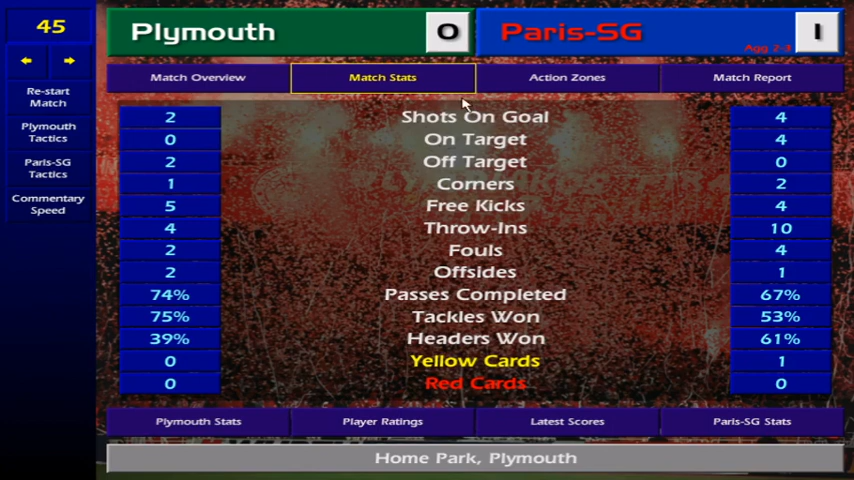 45
Plymouth 0 Paris-SG 1
Agg 2-3
Match Overview Match Stats Action Zones Match Report
Re-start
Match
Plymouth
Tactics
Paris-SG
Tactics
Commentary
Speed
2 Shots On Goal 4
0 On Target 4
2 Off Target 0
1 Corners 2
5 Free Kicks 4
4 Throw-Ins 10
2 Fouls 4
2 Offsides 1
74% Passes Completed 67%
75% Tackles Won 53%
39% Headers Won 61%
0 Yellow Cards 1
0 Red Cards 0
Plymouth Stats Player Ratings Latest Scores Paris-SG Stats
Home Park, Plymouth